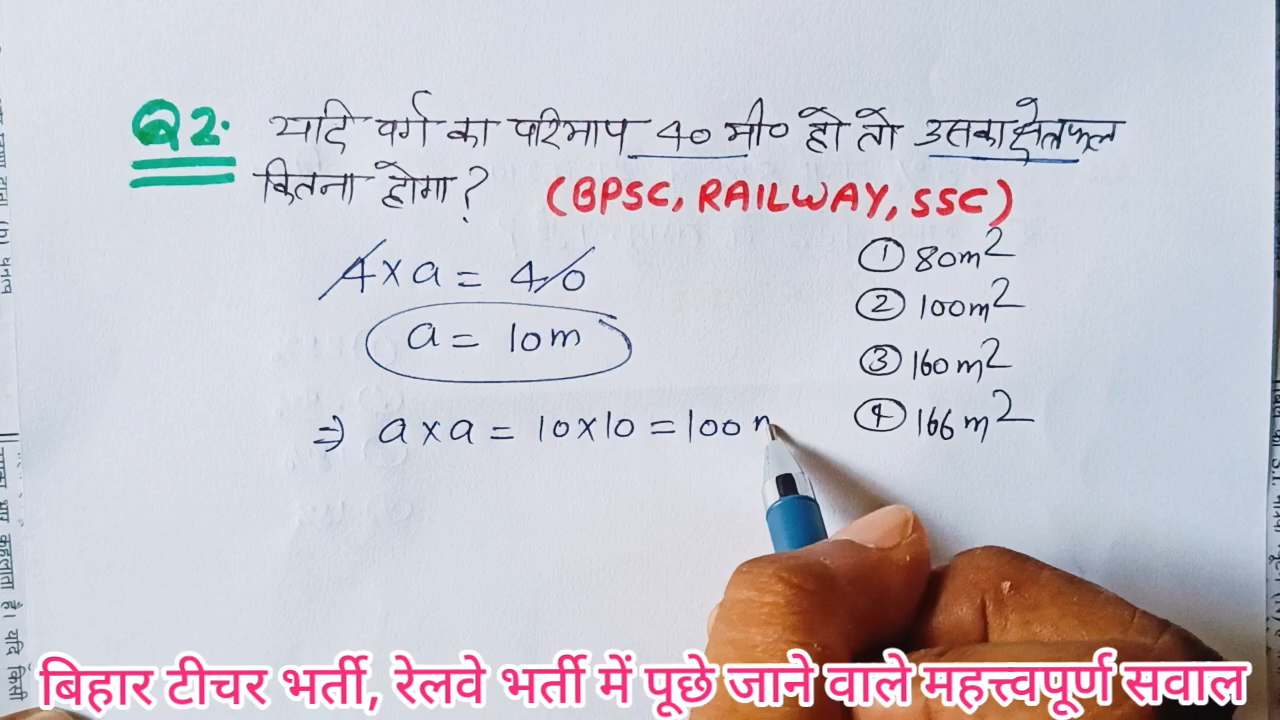 Q2. यदि वर्ग का परिमाप 40 मी० हो तो उसका क्षेत्रफल
कितना होगा? (BPSC, RAILWAY, SSC)
4 x a = 40
a = 10m
⇒ a x a = 10 x 10 = 100 m
① 80m²
② 100m²
③ 160m²
④ 166m²
बिहार टीचर भर्ती, रेलवे भर्ती में पूछे जाने वाले महत्त्वपूर्ण सवाल